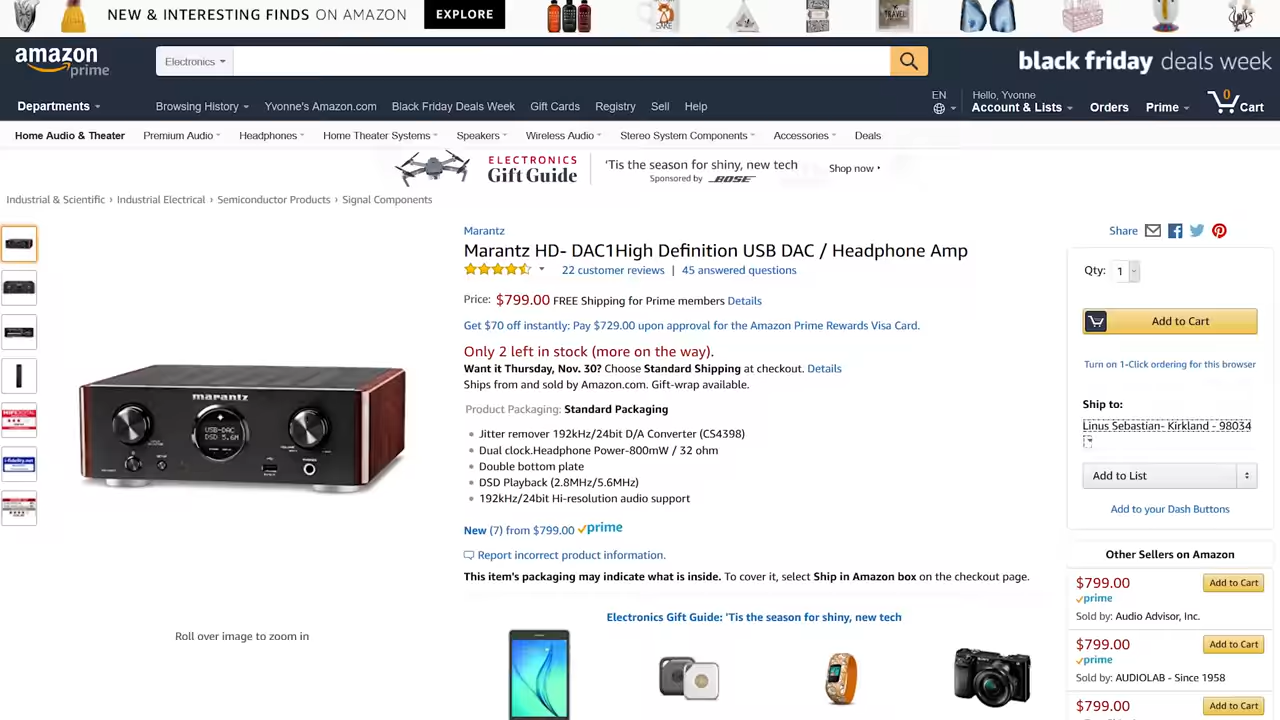 NEW & INTERESTING FINDS ON AMAZON
EXPLORE
amazon
prime
Electronics
black friday deals week
Departments
Browsing History
Yvonne's Amazon.com
Black Friday Deals Week
Gift Cards
Registry
Sell
Help
EN
Hello, Yvonne
Account & Lists
Orders
Prime
0
Cart
Home Audio & Theater
Premium Audio
Headphones
Home Theater Systems
Speakers
Wireless Audio
Stereo System Components
Accessories
Deals
ELECTRONICS
Gift Guide
'Tis the season for shiny, new tech
Sponsored by BOSE
Shop now
Industrial & Scientific › Industrial Electrical › Semiconductor Products › Signal Components
Marantz
Marantz HD- DAC1High Definition USB DAC / Headphone Amp
22 customer reviews | 45 answered questions
Price: $799.00 FREE Shipping for Prime members Details
Get $70 off instantly: Pay $729.00 upon approval for the Amazon Prime Rewards Visa Card.
Only 2 left in stock (more on the way).
Want it Thursday, Nov. 30? Choose Standard Shipping at checkout. Details
Ships from and sold by Amazon.com. Gift-wrap available.
Product Packaging: Standard Packaging
Jitter remover 192kHz/24bit D/A Converter (CS4398)
Dual clock.Headphone Power-800mW / 32 ohm
Double bottom plate
DSD Playback (2.8MHz/5.6MHz)
192kHz/24bit Hi-resolution audio support
New (7) from $799.00 prime
Report incorrect product information.
This item's packaging may indicate what is inside. To cover it, select Ship in Amazon box on the checkout page.
marantz
USB-DAC
DSD 5.6M
Roll over image to zoom in
Electronics Gift Guide: 'Tis the season for shiny, new tech
Share
Qty: 1
Add to Cart
Turn on 1-Click ordering for this browser
Ship to:
Linus Sebastian- Kirkland - 98034
Add to List
Add to your Dash Buttons
Other Sellers on Amazon
$799.00
Add to Cart
prime
Sold by: Audio Advisor, Inc.
$799.00
Add to Cart
prime
Sold by: AUDIOLAB - Since 1958
$799.00
Add to Cart